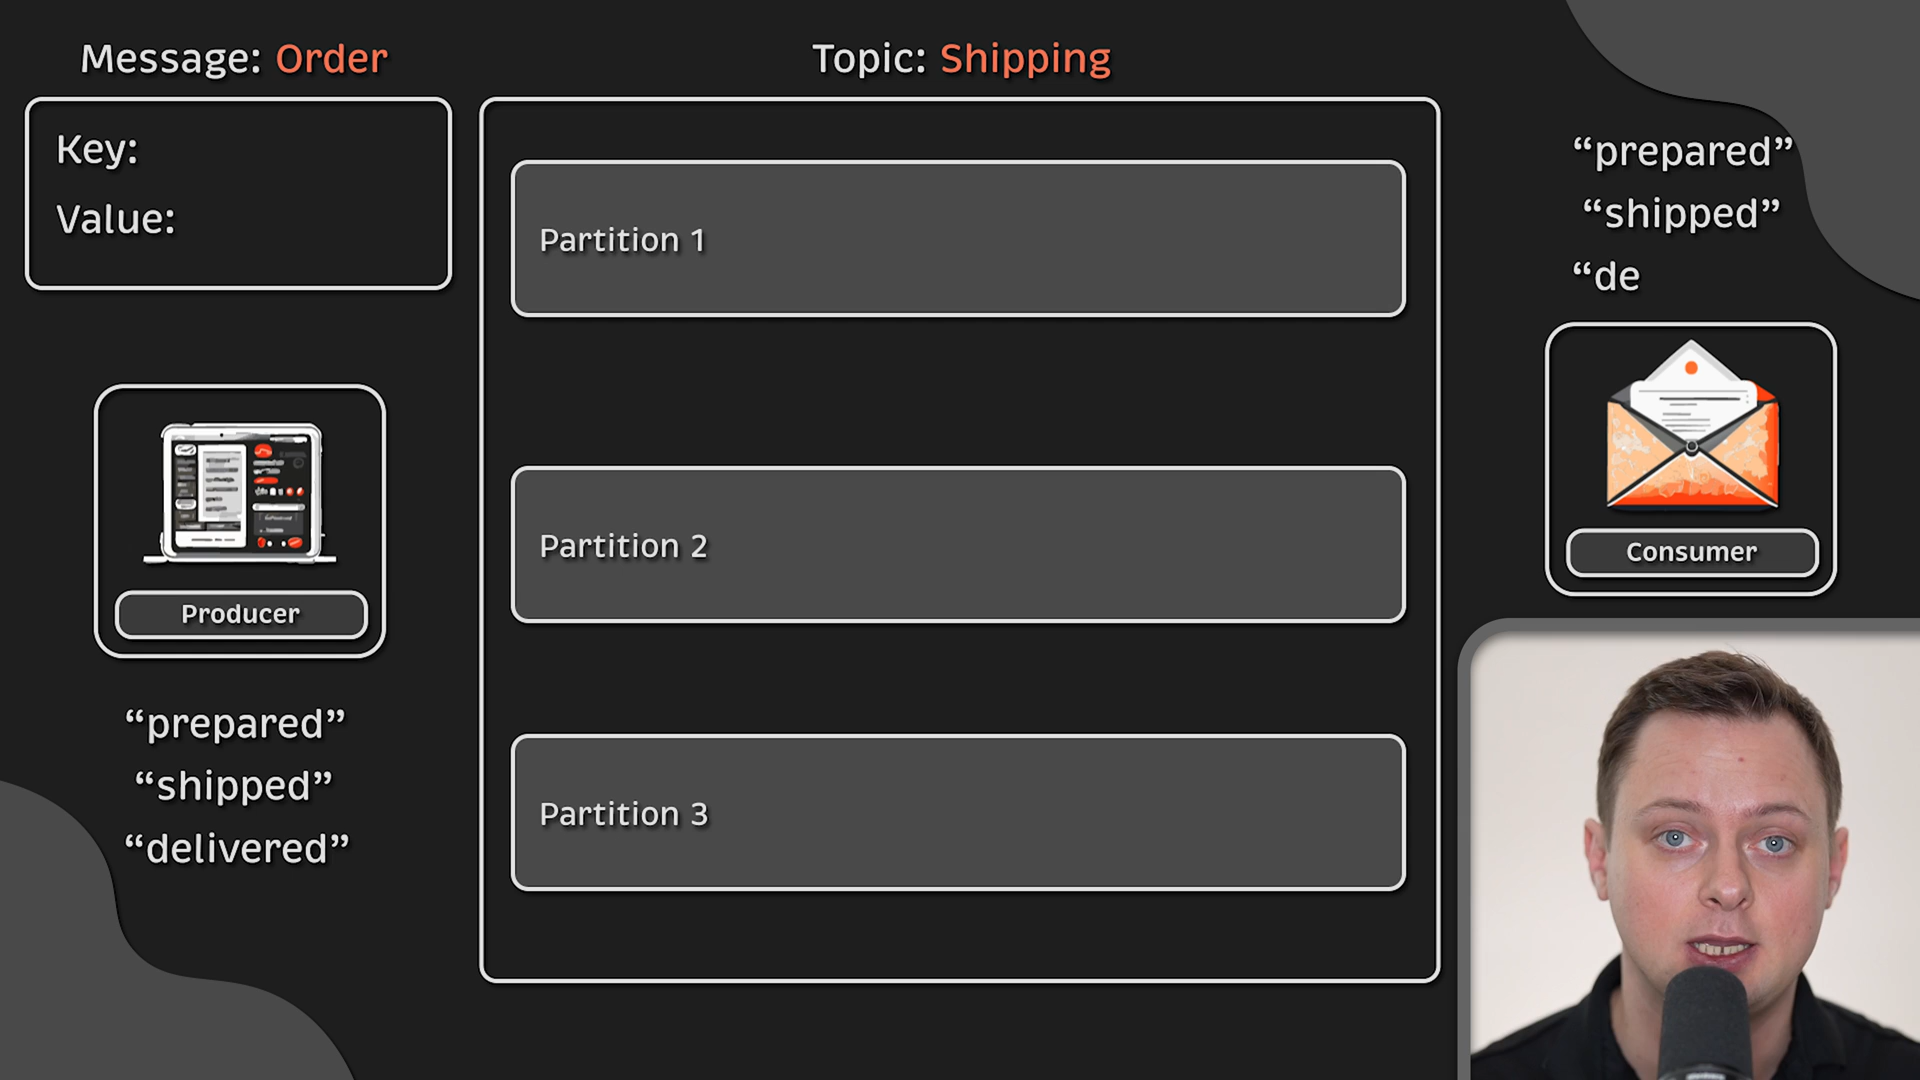 Message: Order
Key:
Value:
Producer
“prepared”
“shipped”
“delivered”
Topic: Shipping
Partition 1
Partition 2
Partition 3
“prepared”
“shipped”
“de
Consumer